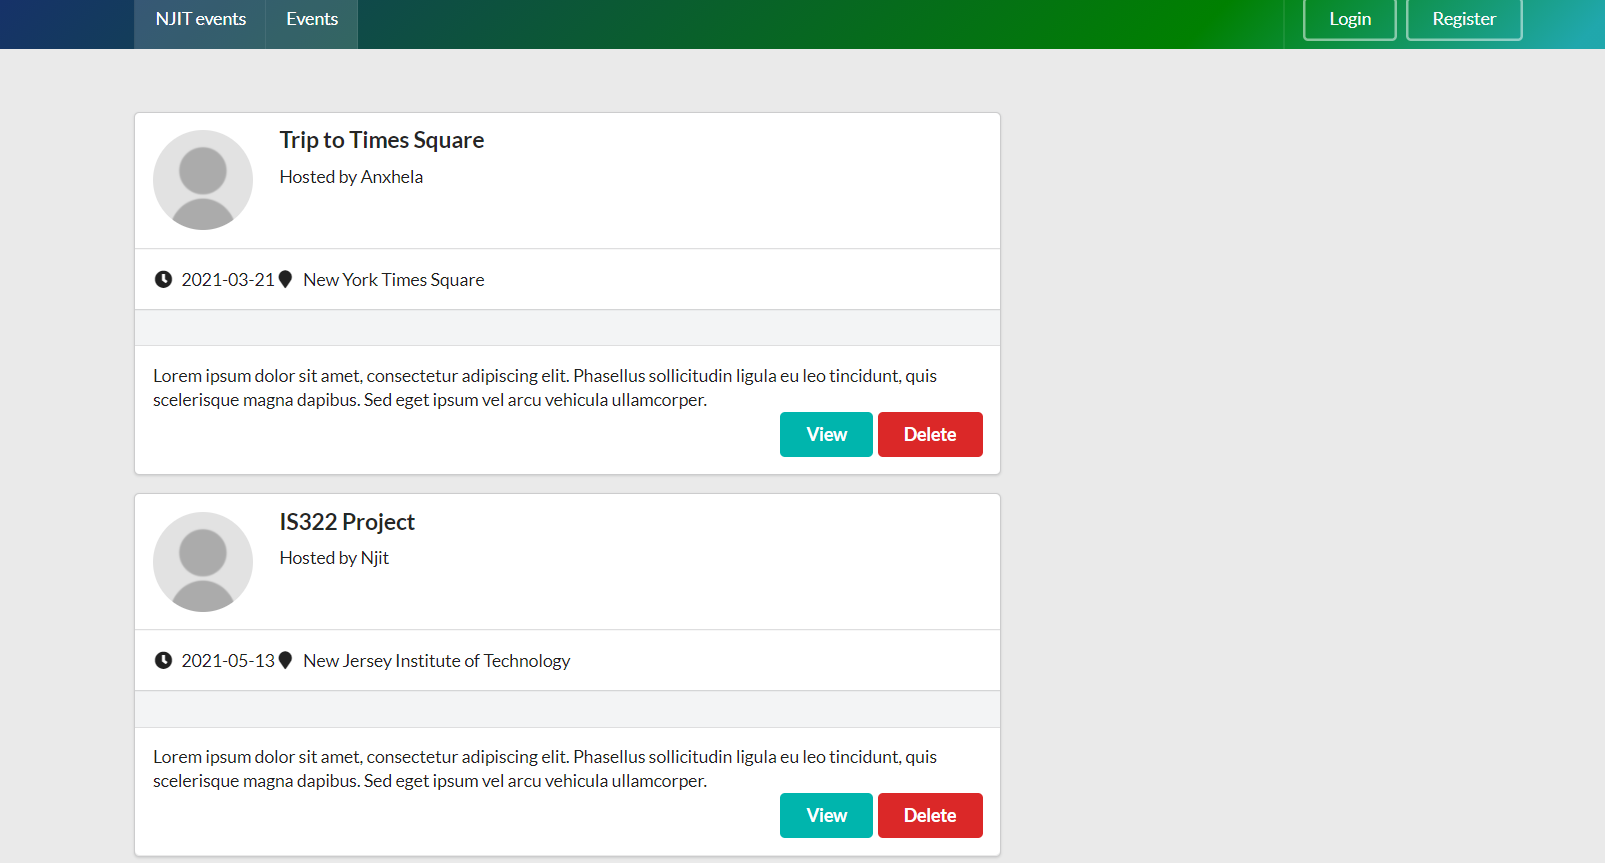 NJIT events Events Login Register
Trip to Times Square
Hosted by Anxhela
2021-03-21 New York Times Square
Lorem ipsum dolor sit amet, consectetur adipiscing elit. Phasellus sollicitudin ligula eu leo tincidunt, quis
scelerisque magna dapibus. Sed eget ipsum vel arcu vehicula ullamcorper.
View Delete
IS322 Project
Hosted by Njit
2021-05-13 New Jersey Institute of Technology
Lorem ipsum dolor sit amet, consectetur adipiscing elit. Phasellus sollicitudin ligula eu leo tincidunt, quis
scelerisque magna dapibus. Sed eget ipsum vel arcu vehicula ullamcorper.
View Delete